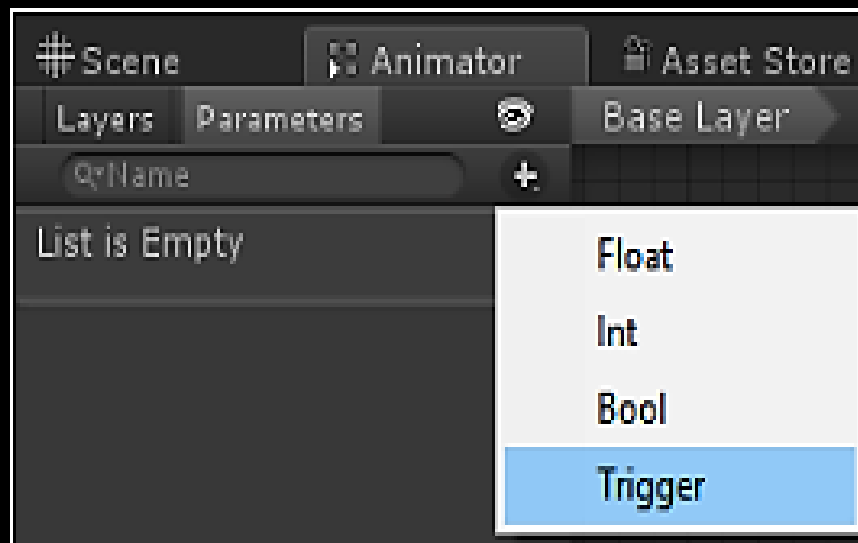 Scene Animator Asset Store
Layers Parameters Base Layer
Name
List is Empty
Float
Int
Bool
Trigger